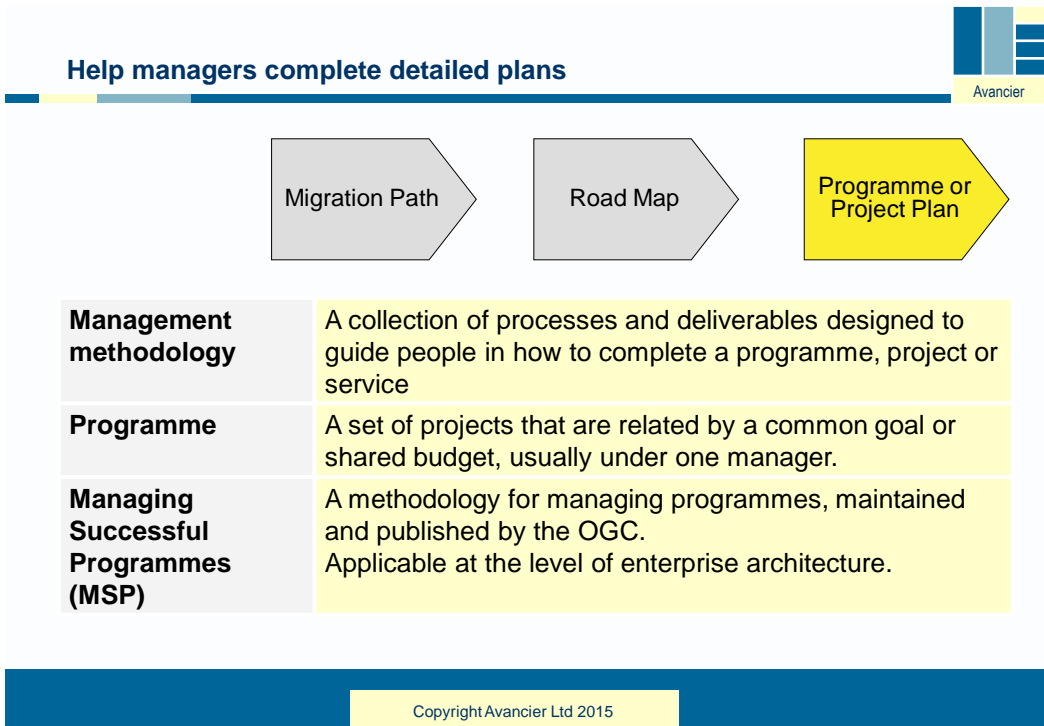 Help managers complete detailed plans
Avancier
Migration Path
Road Map
Programme or
Project Plan
Management
methodology
A collection of processes and deliverables designed to
guide people in how to complete a programme, project or
service
Programme
A set of projects that are related by a common goal or
shared budget, usually under one manager.
Managing
Successful
Programmes
(MSP)
A methodology for managing programmes, maintained
and published by the OGC.
Applicable at the level of enterprise architecture.
Copyright Avancier Ltd 2015